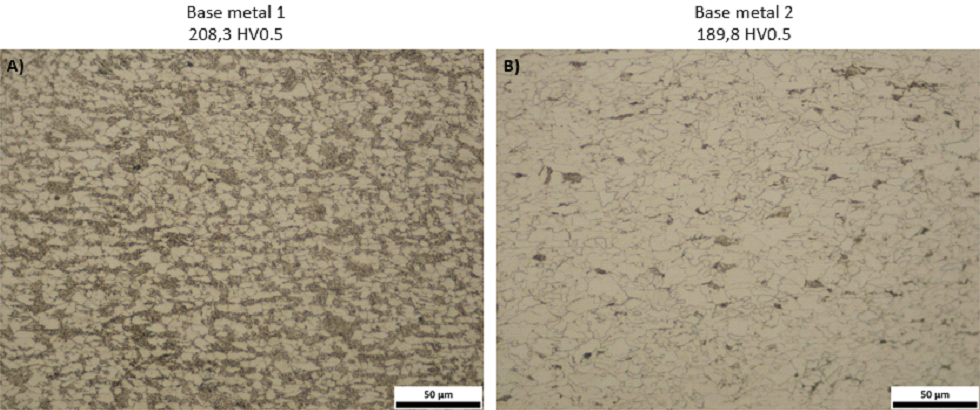 Base metal 1
208,3 HV0.5
Base metal 2
189,8 HV0.5
A)
B)
50 µm
50 µm